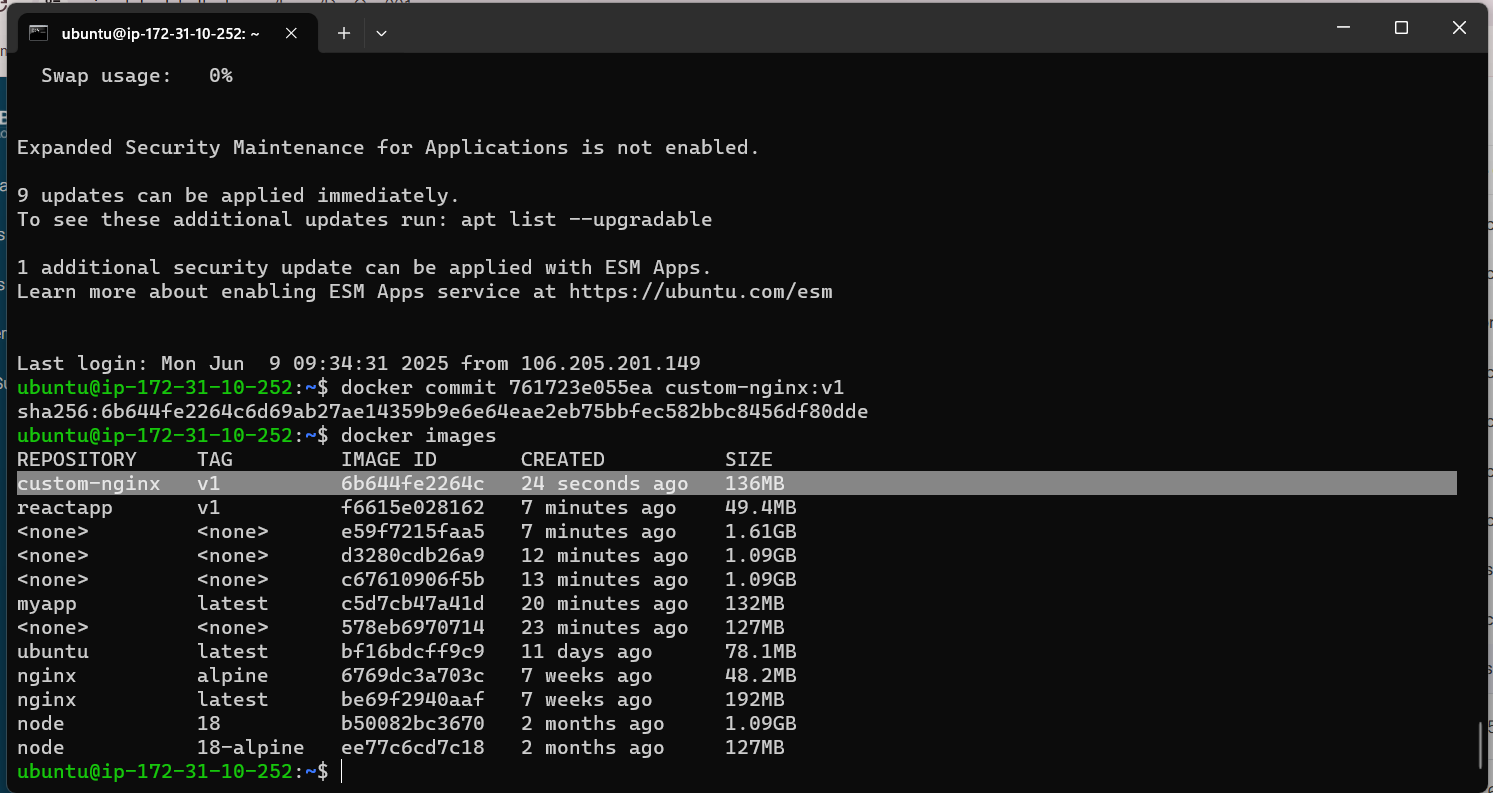 ubuntu@ip-172-31-10-252: ~
Swap usage:   0%
Expanded Security Maintenance for Applications is not enabled.
9 updates can be applied immediately.
To see these additional updates run: apt list --upgradable
1 additional security update can be applied with ESM Apps.
Learn more about enabling ESM Apps service at https://ubuntu.com/esm
Last login: Mon Jun  9 09:34:31 2025 from 106.205.201.149
ubuntu@ip-172-31-10-252:~$ docker commit 761723e055ea custom-nginx:v1
sha256:6b644fe2264c6d69ab27ae14359b9e6e64eae2eb75bbfec582bbc8456df80dde
ubuntu@ip-172-31-10-252:~$ docker images
REPOSITORY     TAG         IMAGE ID       CREATED          SIZE
custom-nginx   v1          6b644fe2264c   24 seconds ago   136MB
reactapp       v1          f6615e028162   7 minutes ago    49.4MB
<none>         <none>      e59f7215faa5   7 minutes ago    1.61GB
<none>         <none>      d3280cdb26a9   12 minutes ago   1.09GB
<none>         <none>      c67610906f5b   13 minutes ago   1.09GB
myapp          latest      c5d7cb47a41d   20 minutes ago   132MB
<none>         <none>      578eb6970714   23 minutes ago   127MB
ubuntu         latest      bf16bdcff9c9   11 days ago      78.1MB
nginx          alpine      6769dc3a703c   7 weeks ago      48.2MB
nginx          latest      be69f2940aaf   7 weeks ago      192MB
node           18          b50082bc3670   2 months ago     1.09GB
node           18-alpine   ee77c6cd7c18   2 months ago     127MB
ubuntu@ip-172-31-10-252:~$